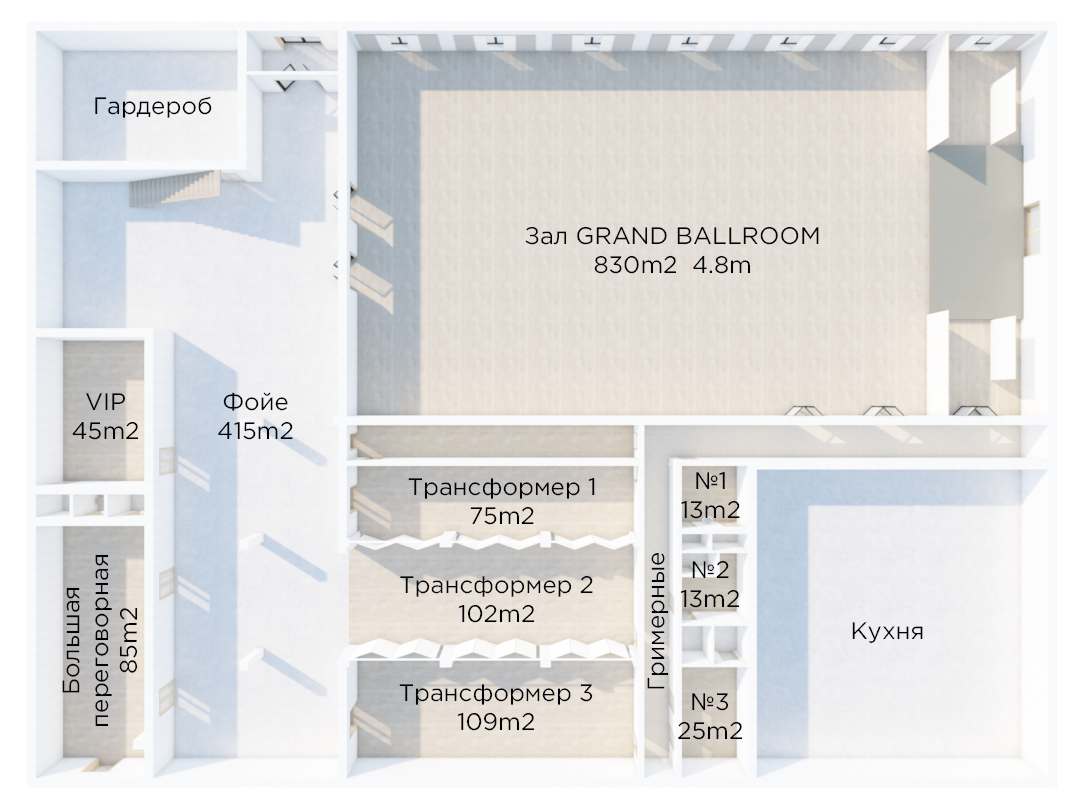 Гардероб
Зал GRAND BALLROOM
830m2 4.8m
VIP
45m2
Фойе
415m2
Трансформер 1
75m2
Трансформер 2
102m2
Трансформер 3
109m2
Большая
переговорная
85m2
Гримерные
№1
13m2
№2
13m2
№3
25m2
Кухня